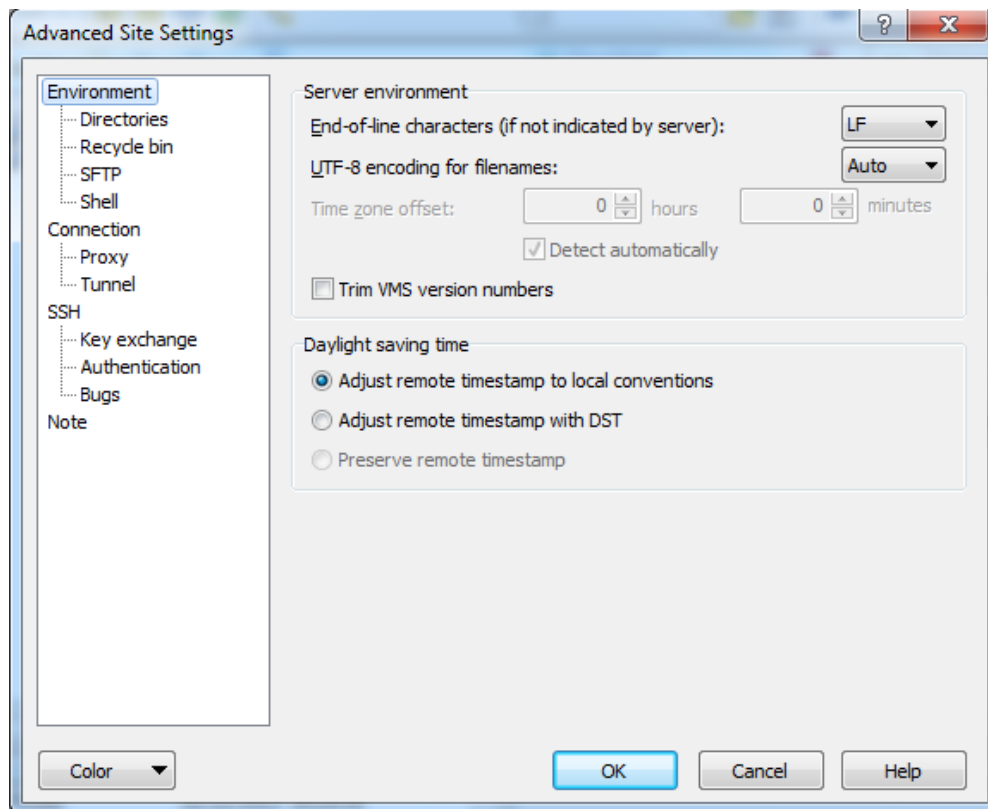 Advanced Site Settings
Environment
Directories
Recycle bin
SFTP
Shell
Connection
Proxy
Tunnel
SSH
Key exchange
Authentication
Bugs
Note
Server environment
End-of-line characters (if not indicated by server): LF
UTF-8 encoding for filenames: Auto
Time zone offset: 0 hours 0 minutes
Detect automatically
Trim VMS version numbers
Daylight saving time
Adjust remote timestamp to local conventions
Adjust remote timestamp with DST
Preserve remote timestamp
Color OK Cancel Help